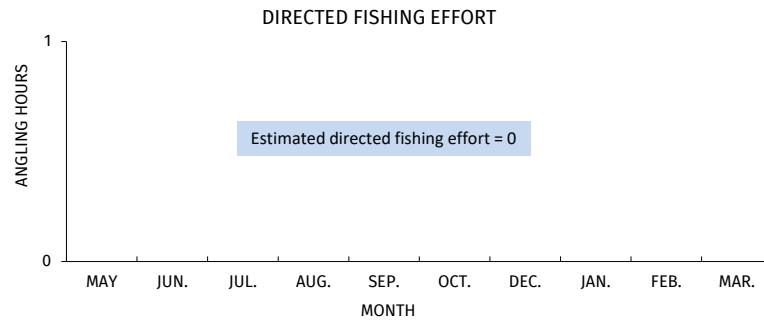 DIRECTED FISHING EFFORT
1
ANGLING HOURS
Estimated directed fishing effort = 0
0
MAY JUN. JUL. AUG. SEP. OCT. DEC. JAN. FEB. MAR.
MONTH